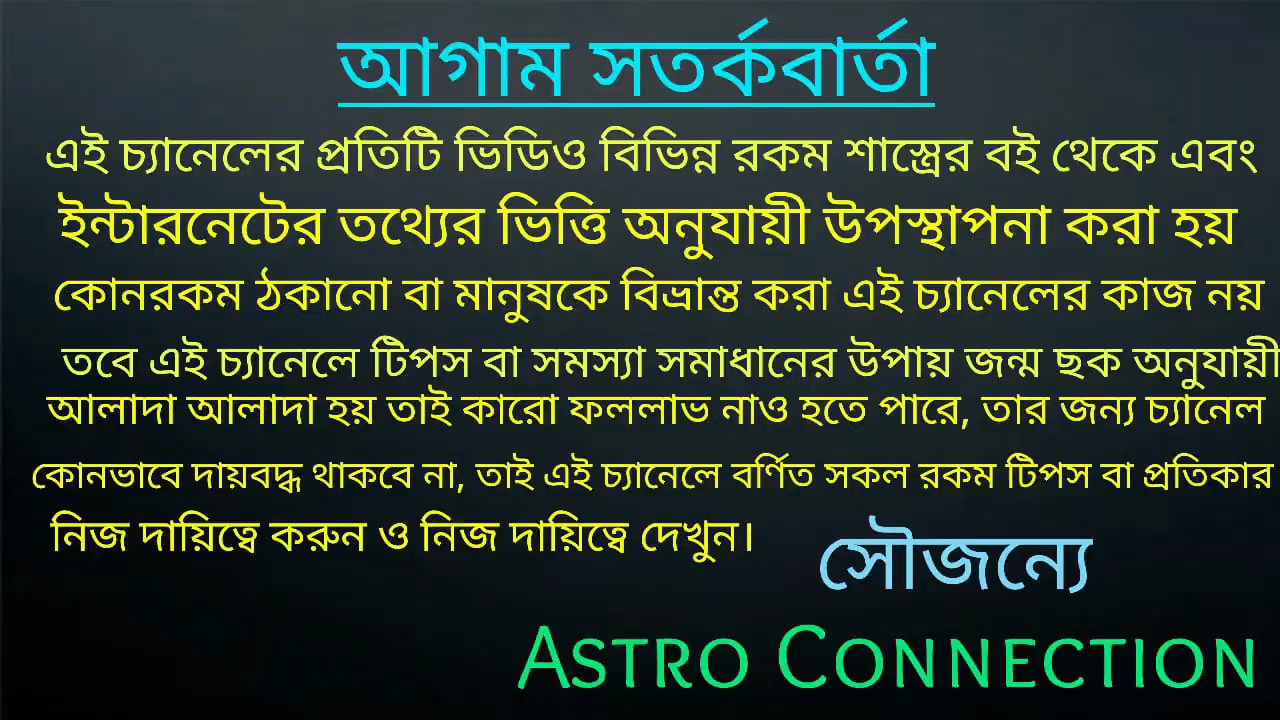 আগাম সতর্কবার্তা
এই চ্যানেলের প্রতিটি ভিডিও বিভিন্ন রকম শাস্ত্রের বই থেকে এবং
ইন্টারনেটের তথ্যের ভিত্তি অনুযায়ী উপস্থাপনা করা হয়
কোনরকম ঠকানো বা মানুষকে বিভ্রান্ত করা এই চ্যানেলের কাজ নয়
তবে এই চ্যানেলে টিপস বা সমস্যা সমাধানের উপায় জন্ম ছক অনুযায়ী
আলাদা আলাদা হয় তাই কারো ফললাভ নাও হতে পারে, তার জন্য চ্যানেল
কোনভাবে দায়বদ্ধ থাকবে না, তাই এই চ্যানেলে বর্ণিত সকল রকম টিপস বা প্রতিকার
নিজ দায়িত্বে করুন ও নিজ দায়িত্বে দেখুন।
সৌজন্যে
ASTRO CONNECTION